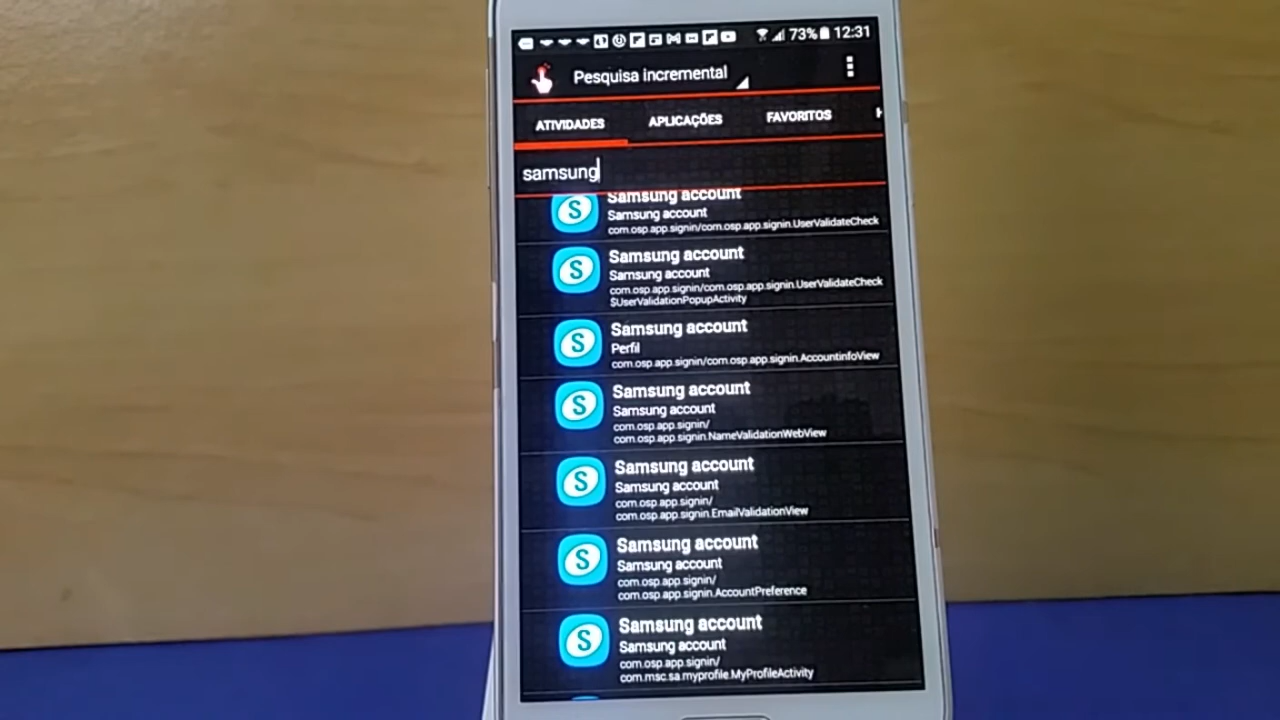 73% 12:31
Pesquisa incremental
ATIVIDADES APLICAÇÕES FAVORITOS
samsung
Samsung account
Samsung account
com.osp.app.signin/com.osp.app.signin.UserValidateCheck
Samsung account
Samsung account
com.osp.app.signin/com.osp.app.signin.UserValidateCheck
$UserValidationPopupActivity
Samsung account
Perfil
com.osp.app.signin/com.osp.app.signin.AccountinfoView
Samsung account
Samsung account
com.osp.app.signin/
com.osp.app.signin.NameValidationWebView
Samsung account
Samsung account
com.osp.app.signin/
com.osp.app.signin.EmailValidationView
Samsung account
Samsung account
com.osp.app.signin/
com.osp.app.signin.AccountPreference
Samsung account
Samsung account
com.osp.app.signin/
com.msc.sa.myprofile.MyProfileActivity